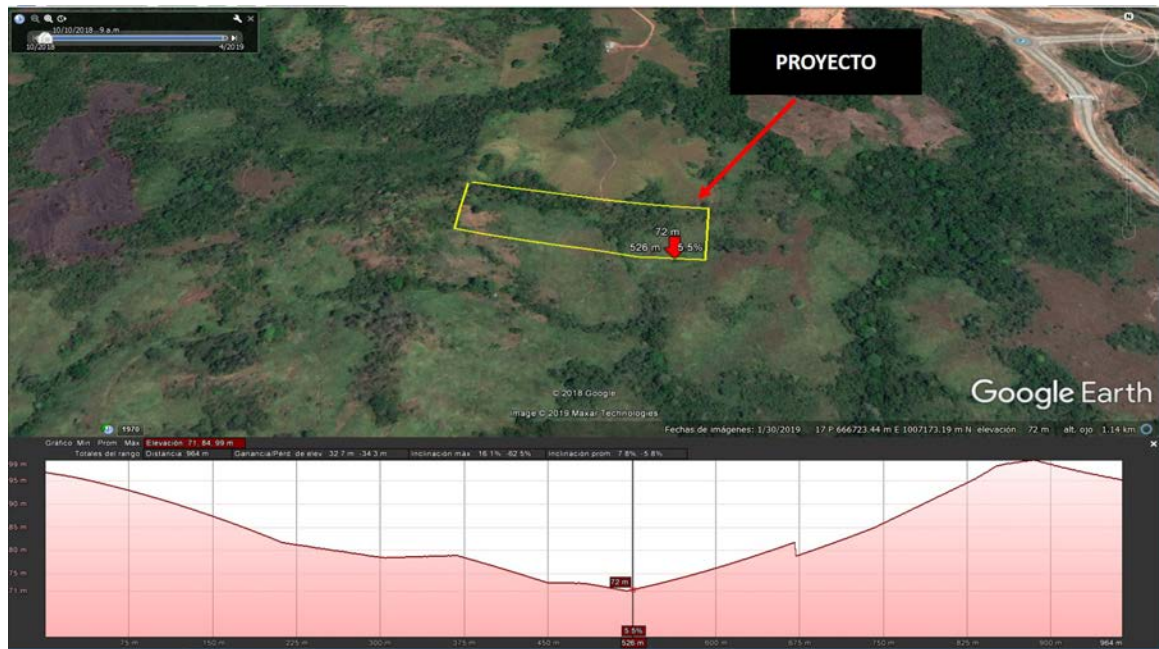 10/10/2018 9 a.m
10/2018 4/2019
N
PROYECTO
72 m
526 m 5.5%
© 2018 Google
Image © 2019 Maxar Technologies
Google Earth
1970
Fechas de imágenes: 1/30/2019 17 P 666723.44 m E 1007173.19 m N elevación 72 m alt. ojo 1.14 km
Gráfico Mín Prom Máx Elevación 71, 84, 99 m
Totales del rango Distancia 964 m Ganancia/Pérd. de elev 32.7 m -34.3 m Inclinación máx 16.1% -62.5% Inclinación prom 7.8%, -5.8%
99 m
95 m
90 m
85 m
80 m
75 m
71 m
72 m
5.5%
75 m 150 m 225 m 300 m 375 m 450 m 526 m 600 m 675 m 750 m 825 m 900 m 964 m